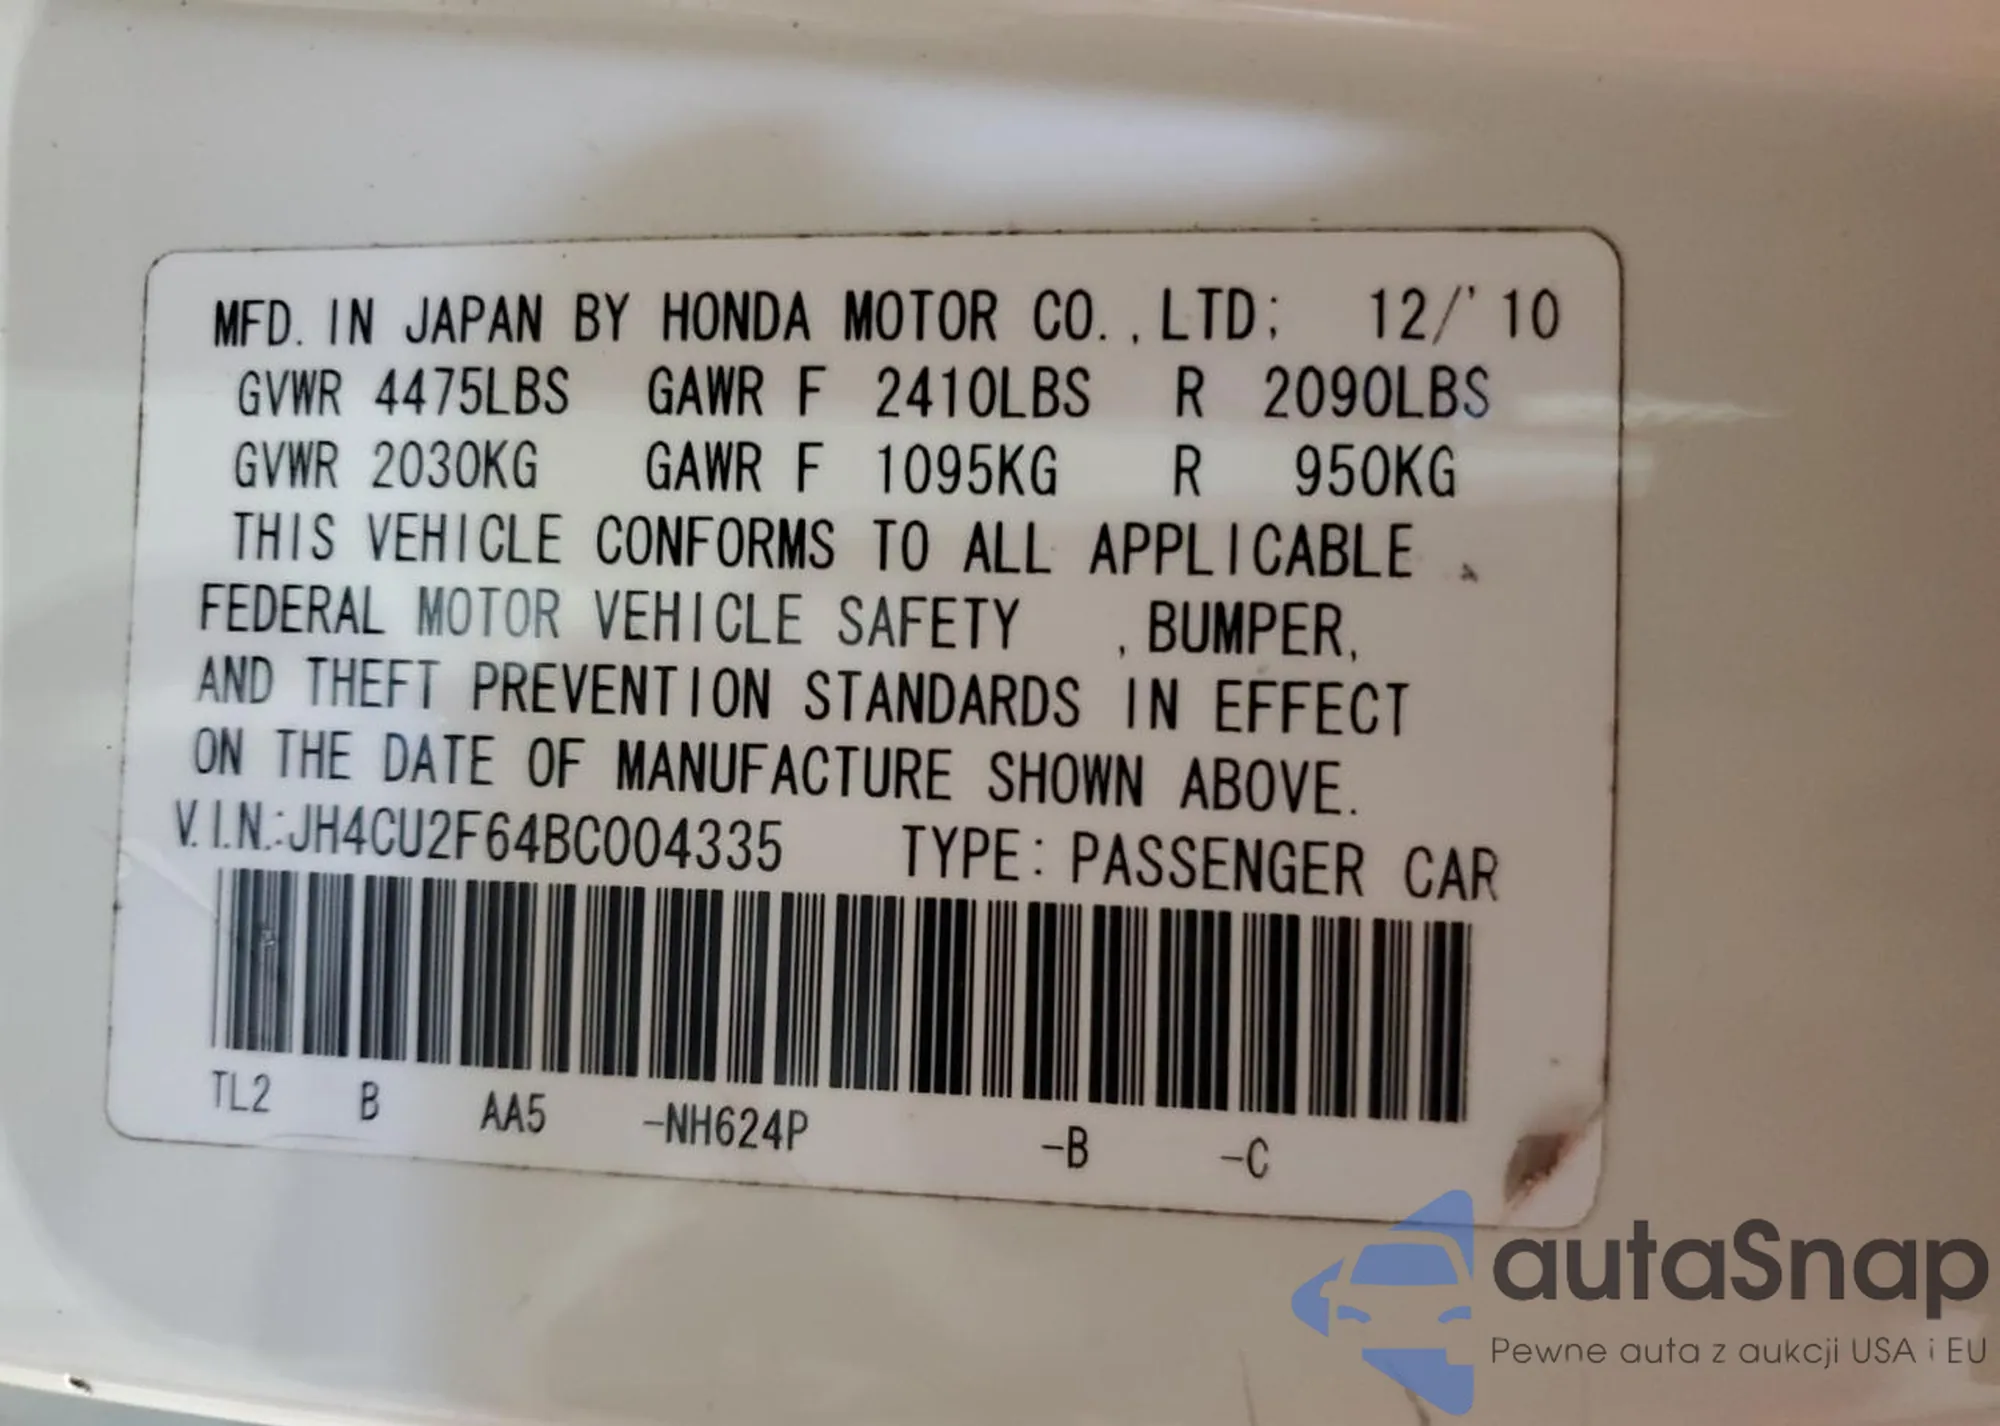 MFD. IN JAPAN BY HONDA MOTOR CO., LTD; 12/'10
GVWR 4475LBS GAWR F 2410LBS R 2090LBS
GVWR 2030KG GAWR F 1095KG R 950KG
THIS VEHICLE CONFORMS TO ALL APPLICABLE
FEDERAL MOTOR VEHICLE SAFETY , BUMPER,
AND THEFT PREVENTION STANDARDS IN EFFECT
ON THE DATE OF MANUFACTURE SHOWN ABOVE.
V.I.N.:JH4CU2F64BC004335 TYPE: PASSENGER CAR
TL2 B AA5 -NH624P -B -C
autaSnap
Pewne auta z aukcji USA i EU